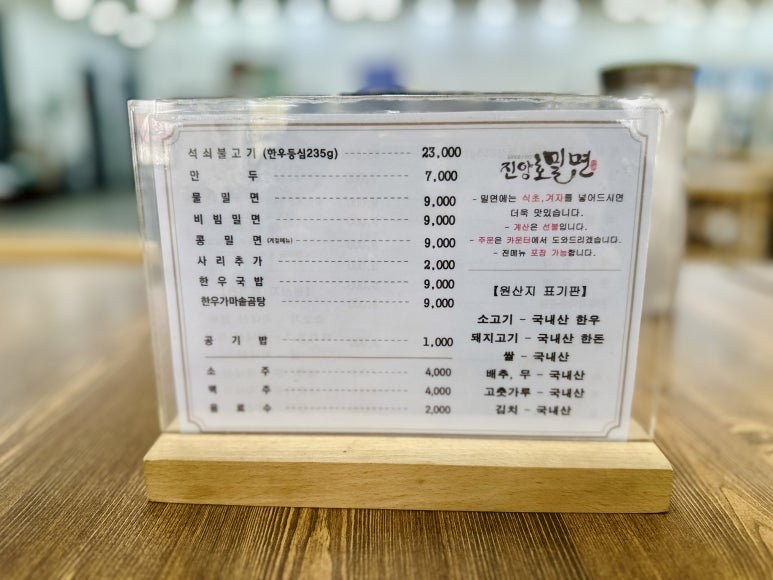 석쇠불고기 (한우등심235g) 23,000
만두 7,000
물밀면 9,000
비빔밀면 9,000
콩밀면 (계절메뉴) 9,000
사리추가 2,000
한우국밥 9,000
한우가마솥곰탕 9,000
공기밥 1,000
소주 4,000
맥주 4,000
음료수 2,000
진앙호밀면
- 밀면에는 식초,겨자를 넣어드시면
더욱 맛있습니다.
- 계산은 선불입니다.
- 주문은 카운터에서 도와드리겠습니다.
- 전메뉴 포장 가능합니다.
【원산지 표기판】
소고기 - 국내산 한우
돼지고기 - 국내산 한돈
쌀 - 국내산
배추, 무 - 국내산
고춧가루 - 국내산
김치 - 국내산